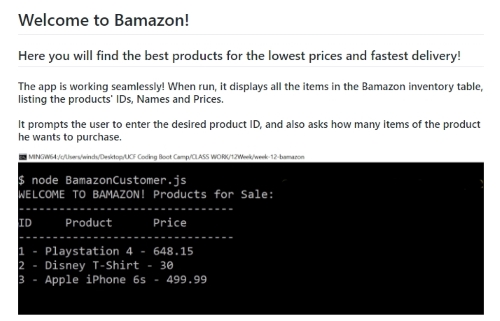 Welcome to Bamazon!
Here you will find the best products for the lowest prices and fastest delivery!
The app is working seamlessly! When run, it displays all the items in the Bamazon inventory table,
listing the products' IDs, Names and Prices.
It prompts the user to enter the desired product ID, and also asks how many items of the product
he wants to purchase.
MINGW64:/c/Users/winds/Desktop/UCF Coding Boot Camp/CLASS WORK/12Week/week-12-bamazon
$ node BamazonCustomer.js
WELCOME TO BAMAZON! Products for Sale:
---------------------------------
ID Product Price
---------------------------------
1 - Playstation 4 - 648.15
2 - Disney T-Shirt - 30
3 - Apple iPhone 6s - 499.99